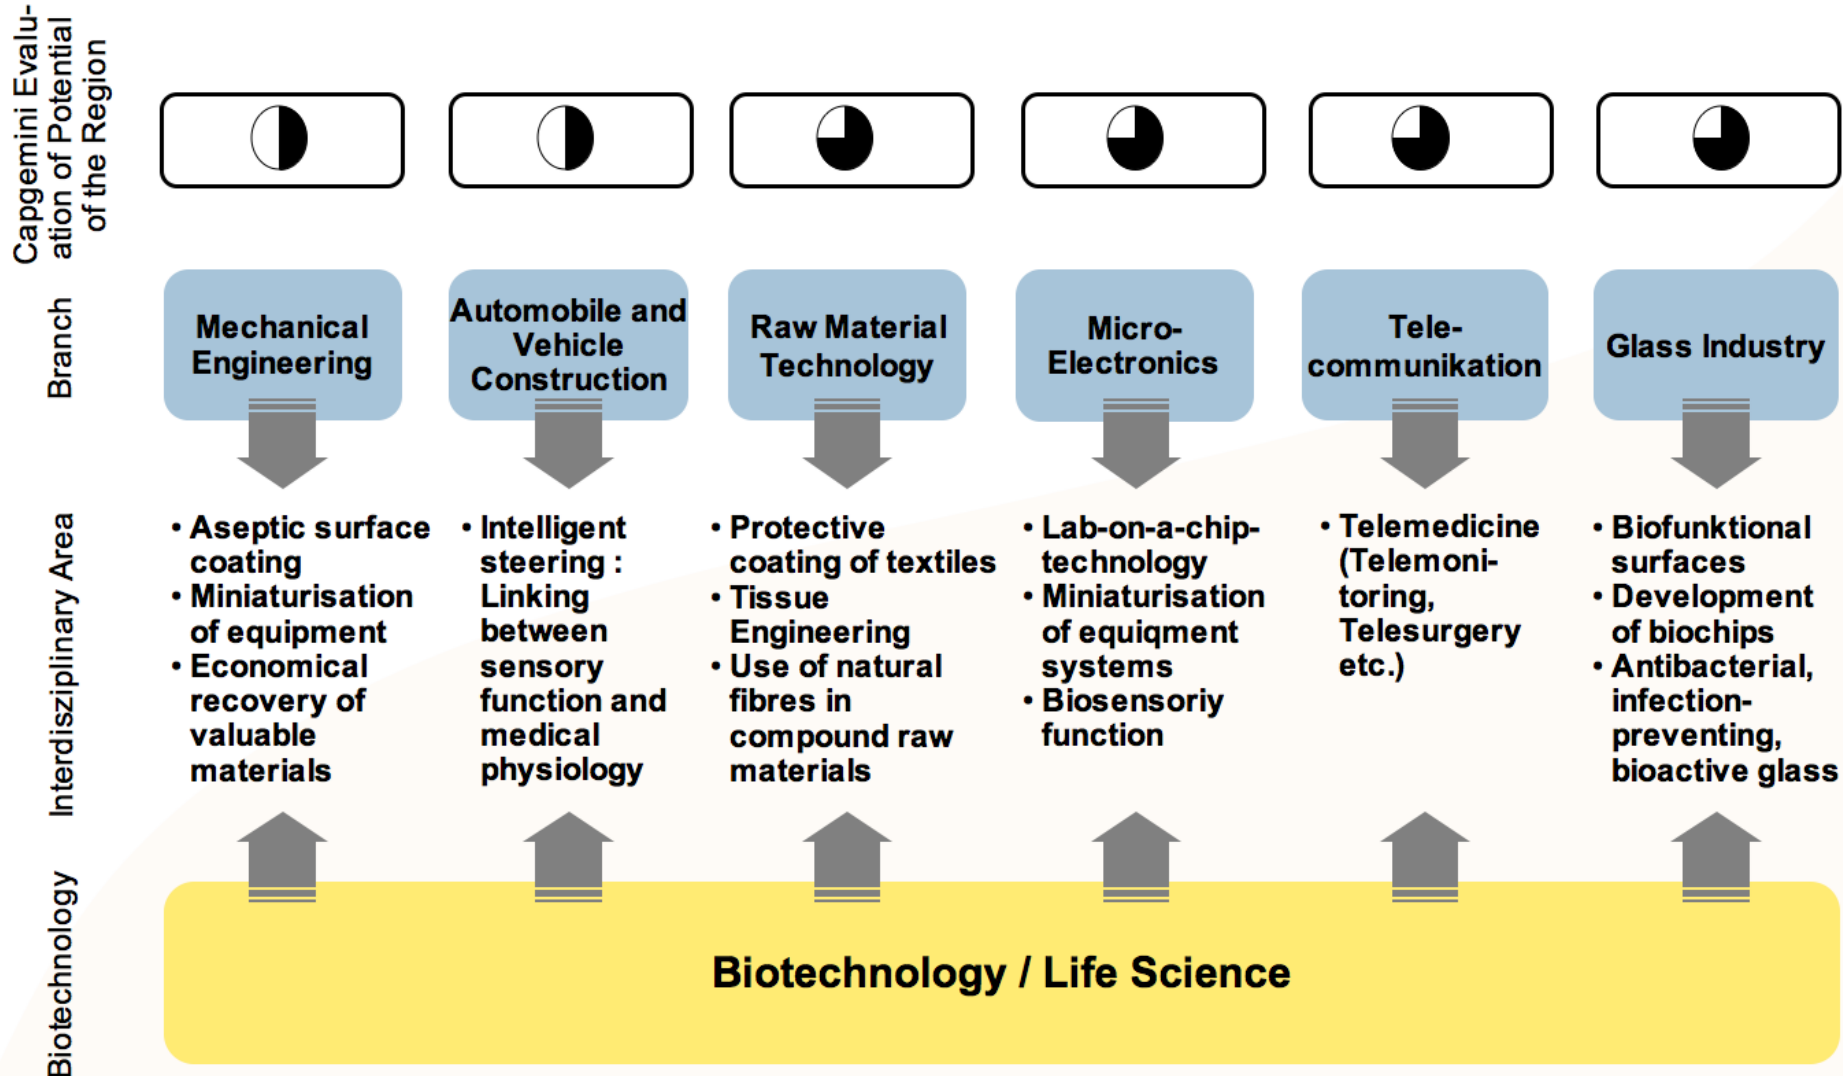 Capgemini Evalu-
ation of Potential
of the Region
Branch
Mechanical
Engineering
Automobile and
Vehicle
Construction
Raw Material
Technology
Micro-
Electronics
Tele-
communikation
Glass Industry
Interdisziplinary Area
• Aseptic surface
coating
• Miniaturisation
of equipment
• Economical
recovery of
valuable
materials
• Intelligent
steering :
Linking
between
sensory
function and
medical
physiology
• Protective
coating of textiles
• Tissue
Engineering
• Use of natural
fibres in
compound raw
materials
• Lab-on-a-chip-
technology
• Miniaturisation
of equiqment
systems
• Biosensoriy
function
• Telemedicine
(Telemoni-
toring,
Telesurgery
etc.)
• Biofunktional
surfaces
• Development
of biochips
• Antibacterial,
infection-
preventing,
bioactive glass
Biotechnology
Biotechnology / Life Science